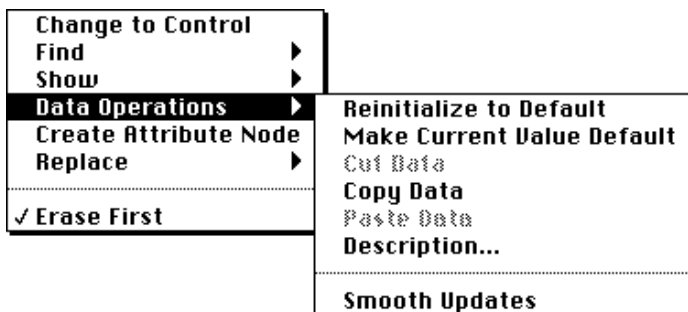 Change to Control
Find
Show
Data Operations
Create Attribute Node
Replace
✓ Erase First
Reinitialize to Default
Make Current Value Default
Cut Data
Copy Data
Paste Data
Description...
Smooth Updates